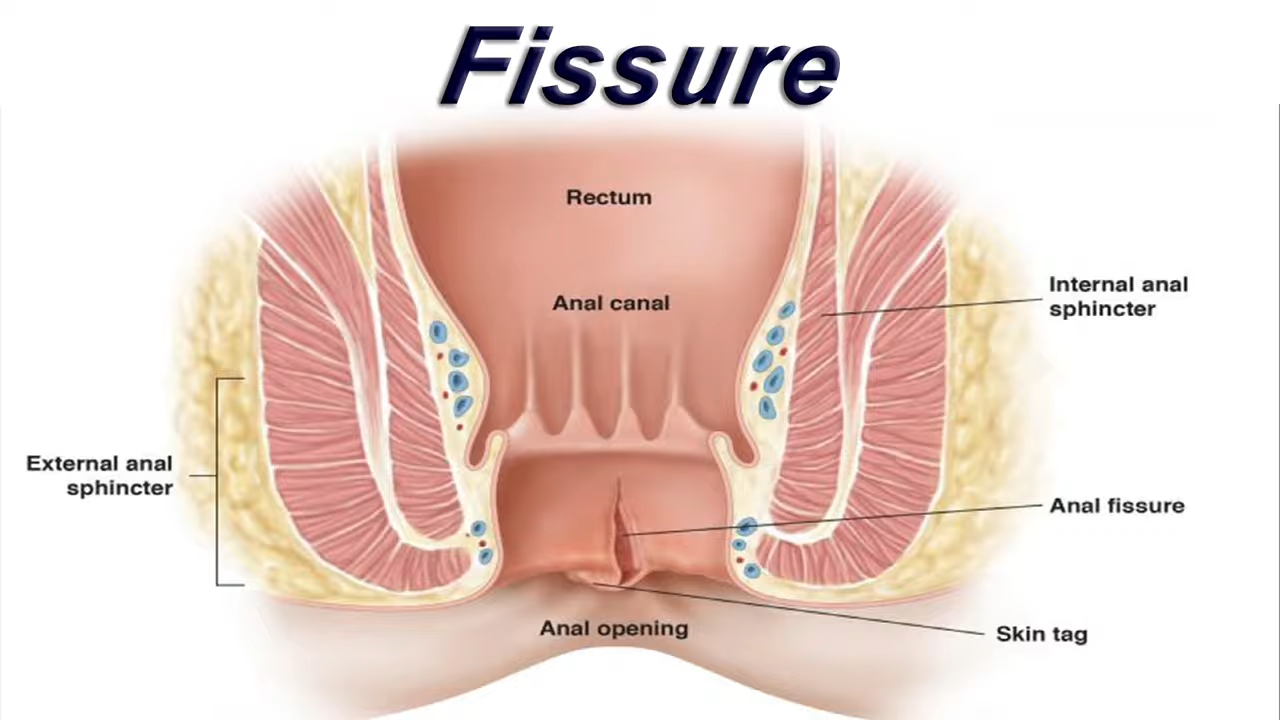 Fissure
Rectum
Anal canal
Internal anal
sphincter
External anal
sphincter
Anal fissure
Anal opening
Skin tag